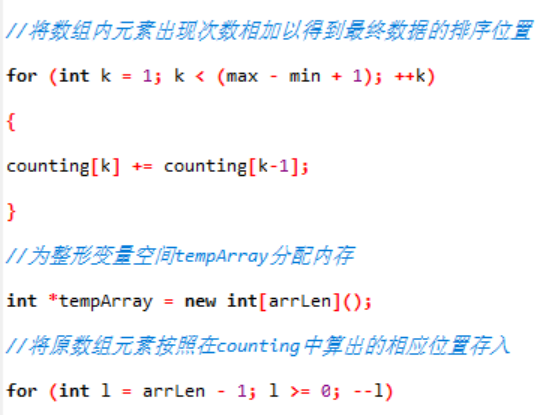 //将数组内元素出现次数相加以得到最终数据的排序位置
for (int k = 1; k < (max - min + 1); ++k)
{
counting[k] += counting[k-1];
}
//为整形变量空间tempArray分配内存
int *tempArray = new int[arrLen]();
//将原数组元素按照在counting中算出的相应位置存入
for (int l = arrLen - 1; l >= 0; --l)